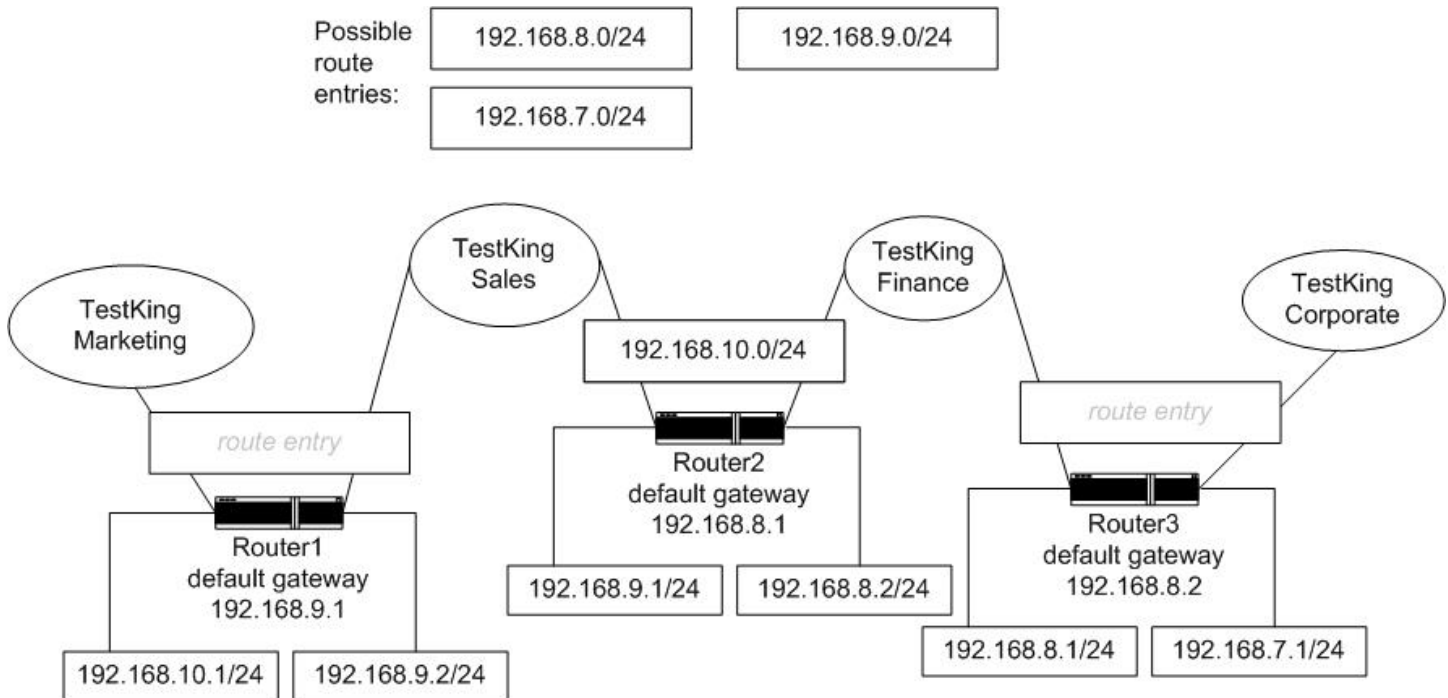 Possible
route
entries:
192.168.8.0/24
192.168.9.0/24
192.168.7.0/24
TestKing
Marketing
TestKing
Sales
TestKing
Finance
TestKing
Corporate
192.168.10.0/24
route entry
route entry
Router1
default gateway
192.168.9.1
Router2
default gateway
192.168.8.1
Router3
default gateway
192.168.8.2
192.168.10.1/24
192.168.9.2/24
192.168.9.1/24
192.168.8.2/24
192.168.8.1/24
192.168.7.1/24